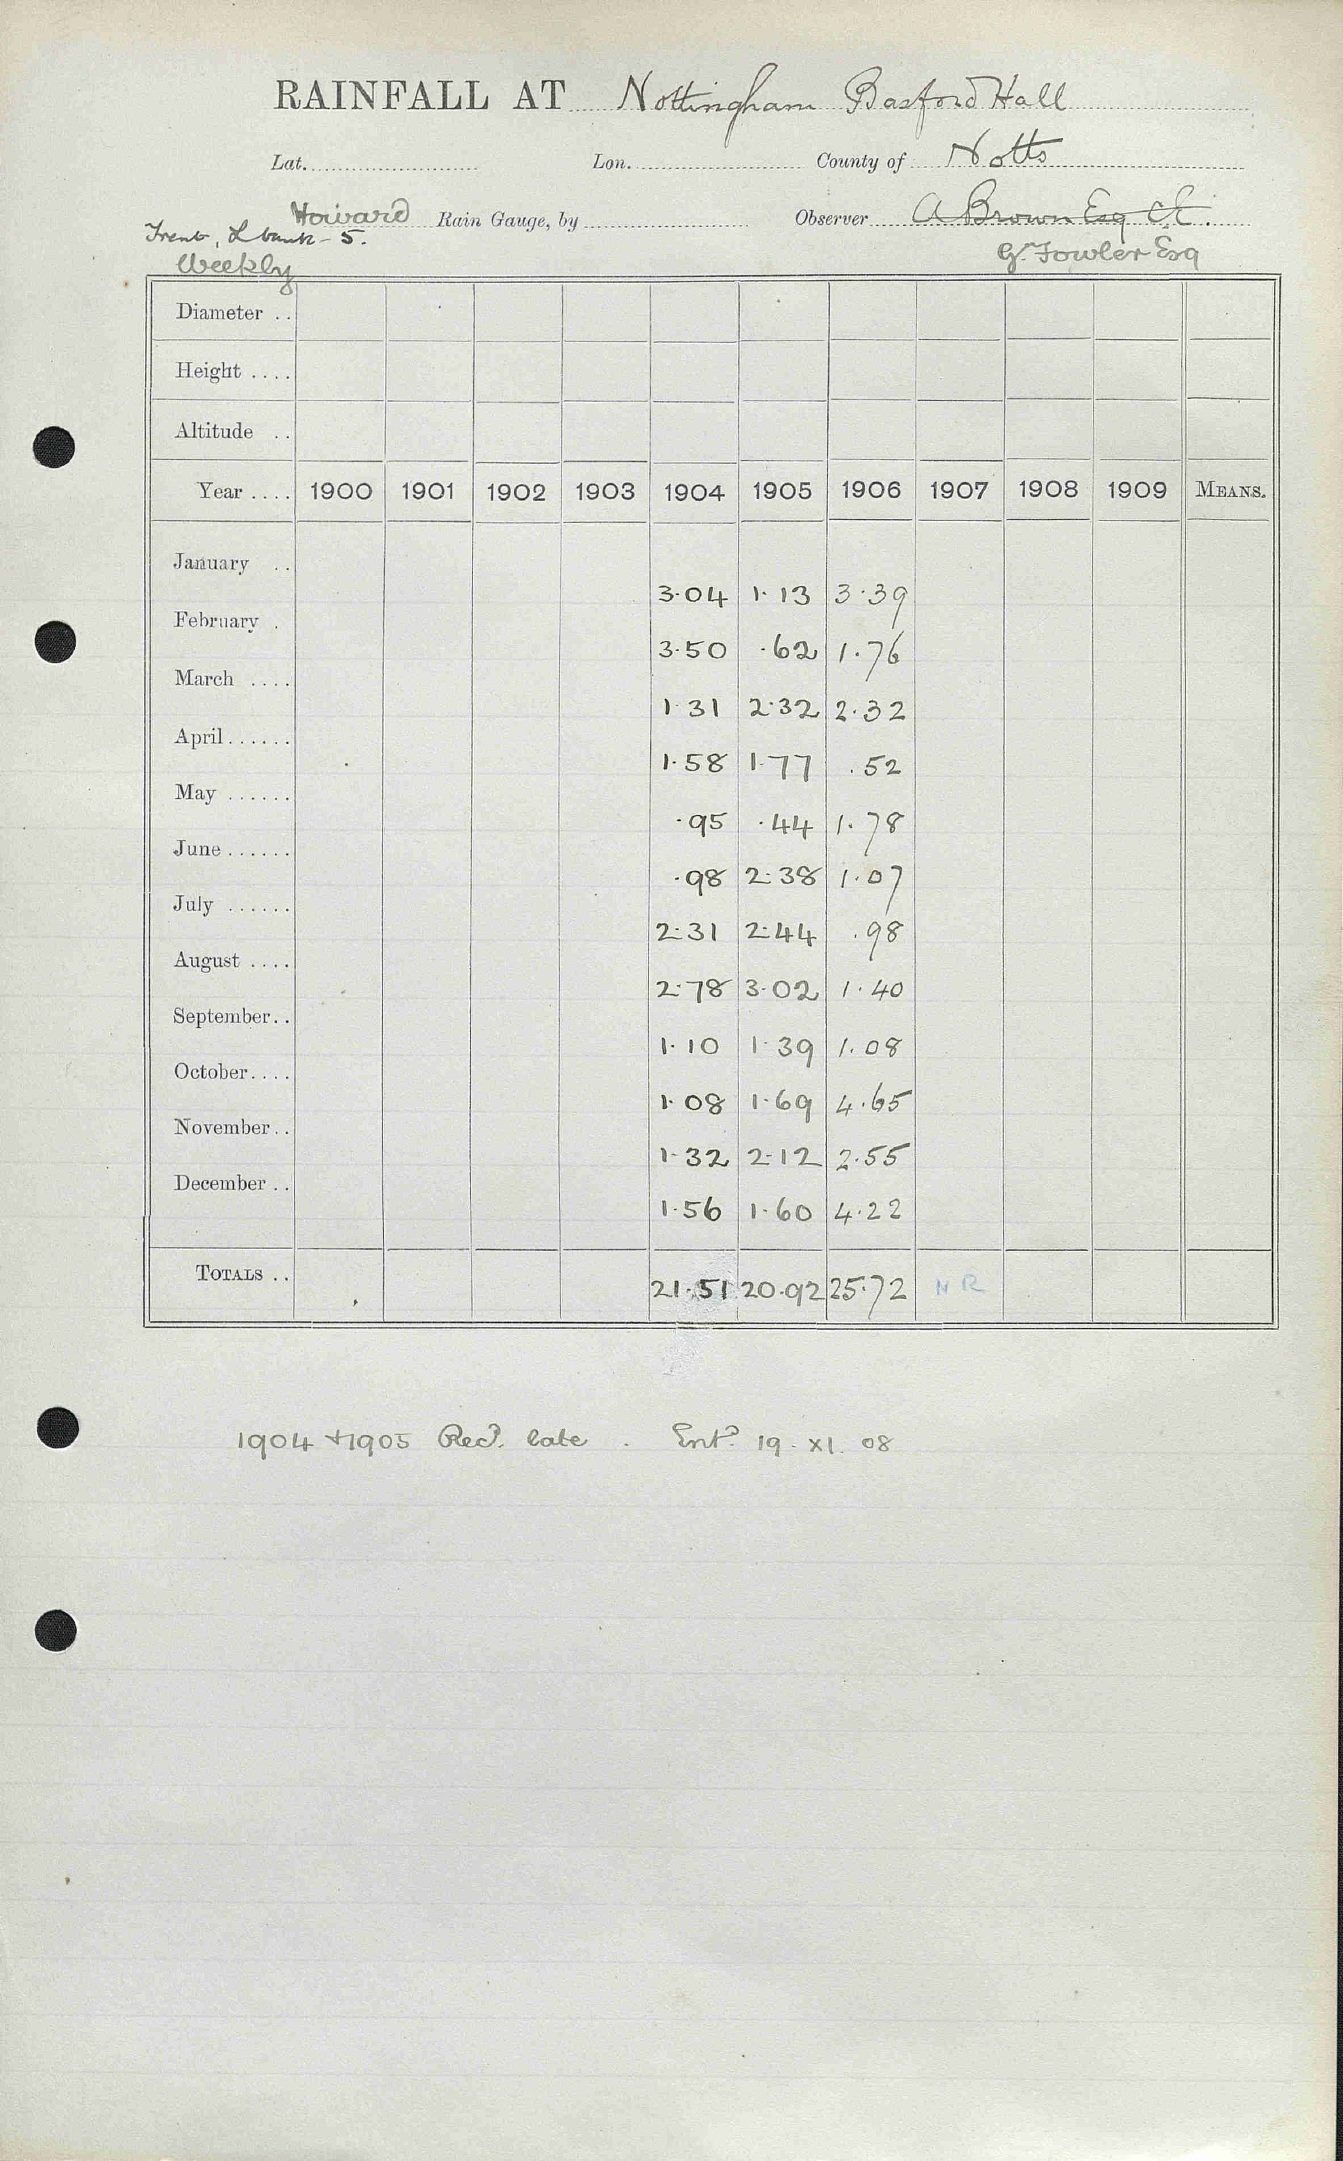 RAINFALL AT Nottingham Basford Hall
Lat. Lon. County of Notts
Howard Rain Gauge, by Observer A Brown Esq C.E.
Trent, L bank - 5. G. Fowler Esq
Weekly
Diameter ..
Height ....
Altitude ..
Year .... 1900 1901 1902 1903 1904 1905 1906 1907 1908 1909 MEANS.
January .. 3.04 1.13 3.39
February . 3.50 .62 1.76
March .... 1.31 2.32 2.32
April ...... 1.58 1.77 .52
May ...... .95 .44 1.78
June ...... .98 2.38 1.07
July ...... 2.31 2.44 .98
August .... 2.78 3.02 1.40
September.. 1.10 1.39 1.08
October.... 1.08 1.69 4.65
November.. 1.32 2.12 2.55
December .. 1.56 1.60 4.22
TOTALS .. 21.51 20.92 25.72 NR
1904 + 1905 Recd. late . Entd. 19. XI. 08